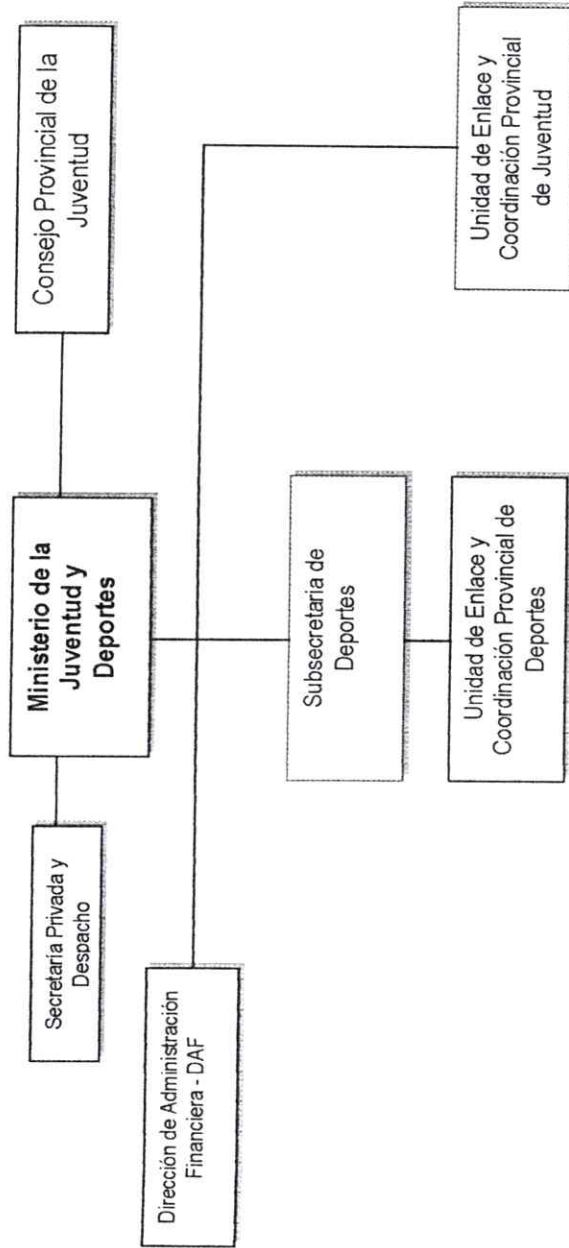 Ministerio de la
Juventud y
Deportes
Secretaría Privada y
Despacho
Consejo Provincial de la
Juventud
Dirección de Administración
Financiera - DAF
Subsecretaria de
Deportes
Unidad de Enlace y
Coordinación Provincial de
Deportes
Unidad de Enlace y
Coordinación Provincial
de Juventud